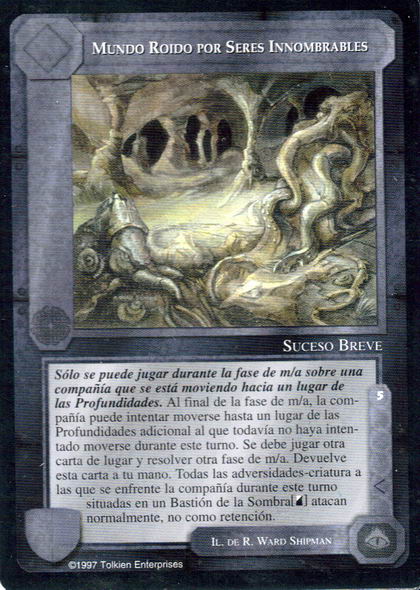 Mundo Roido por Seres Innombrables
Suceso Breve
Sólo se puede jugar durante la fase de m/a sobre una
compañía que se está moviendo hacia un lugar de
las Profundidades. Al final de la fase de m/a, la com-
pañía puede intentar moverse hasta un lugar de las
Profundidades adicional al que todavía no haya inten-
tado moverse durante este turno. Se debe jugar otra
carta de lugar y resolver otra fase de m/a. Devuelve
esta carta a tu mano. Todas las adversidades-criatura a
las que se enfrente la compañía durante este turno
situadas en un Bastión de la Sombra[] atacan
normalmente, no como retención.
5
Il. de R. Ward Shipman
©1997 Tolkien Enterprises